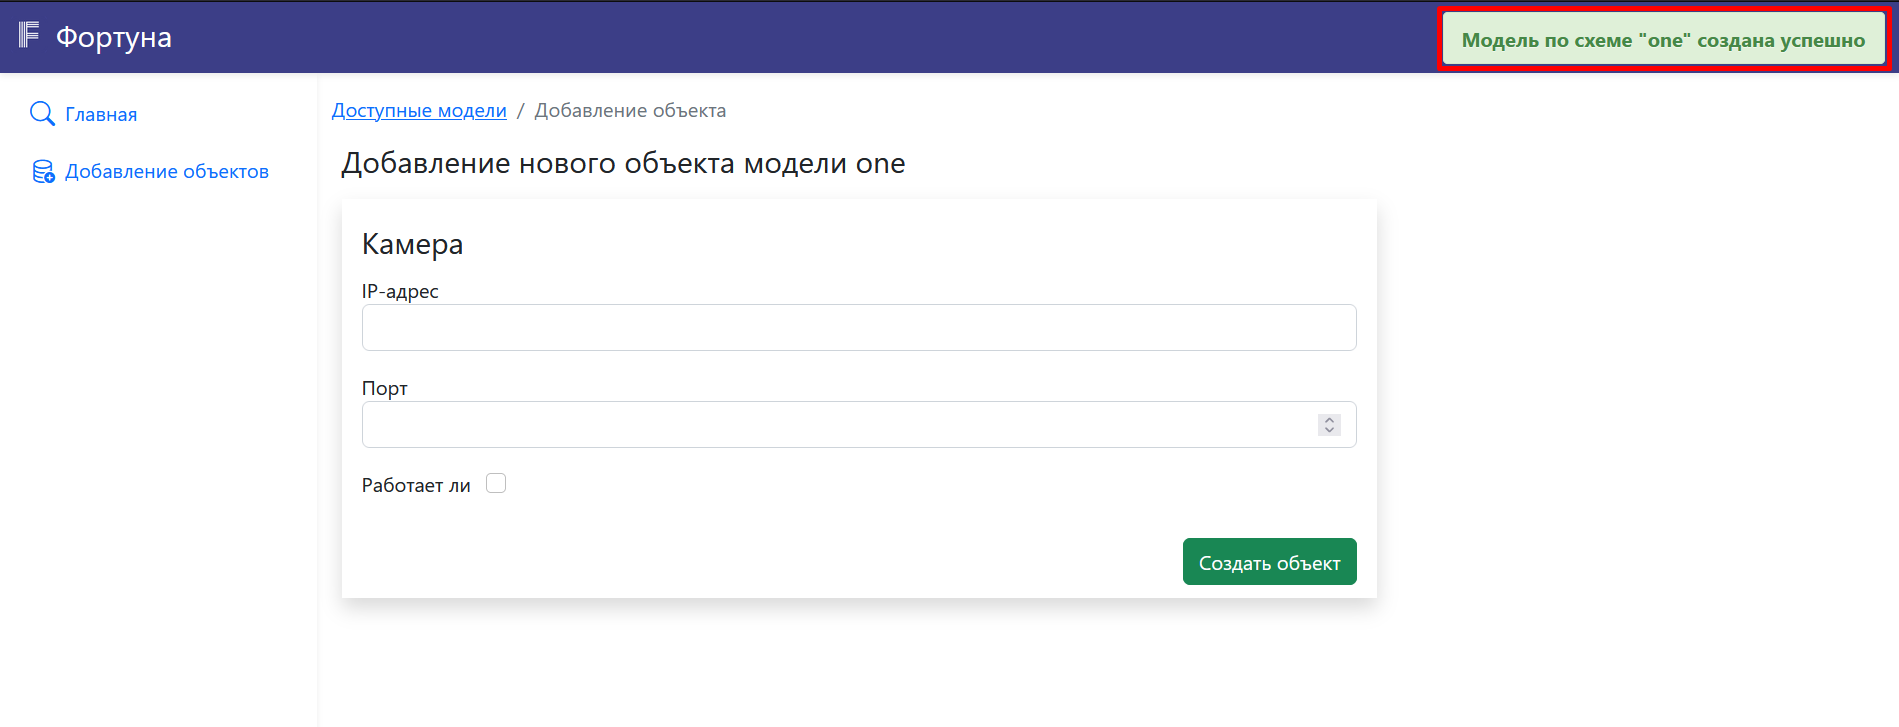 Фортуна
Модель по схеме "one" создана успешно
Главная
Добавление объектов
Доступные модели / Добавление объекта
Добавление нового объекта модели one
Камера
IP-адрес
Порт
Работает ли
Создать объект